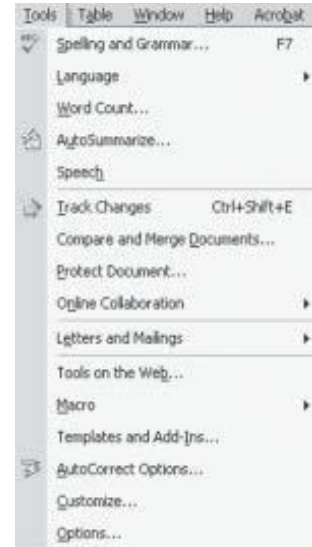 Tools Table Window Help Acrobat
ABC Spelling and Grammar... F7
Language
Word Count...
AutoSummarize...
Speech
Track Changes Ctrl+Shift+E
Compare and Merge Documents...
Protect Document...
Online Collaboration
Letters and Mailings
Tools on the Web...
Macro
Templates and Add-Ins...
AutoCorrect Options...
Customize...
Options...